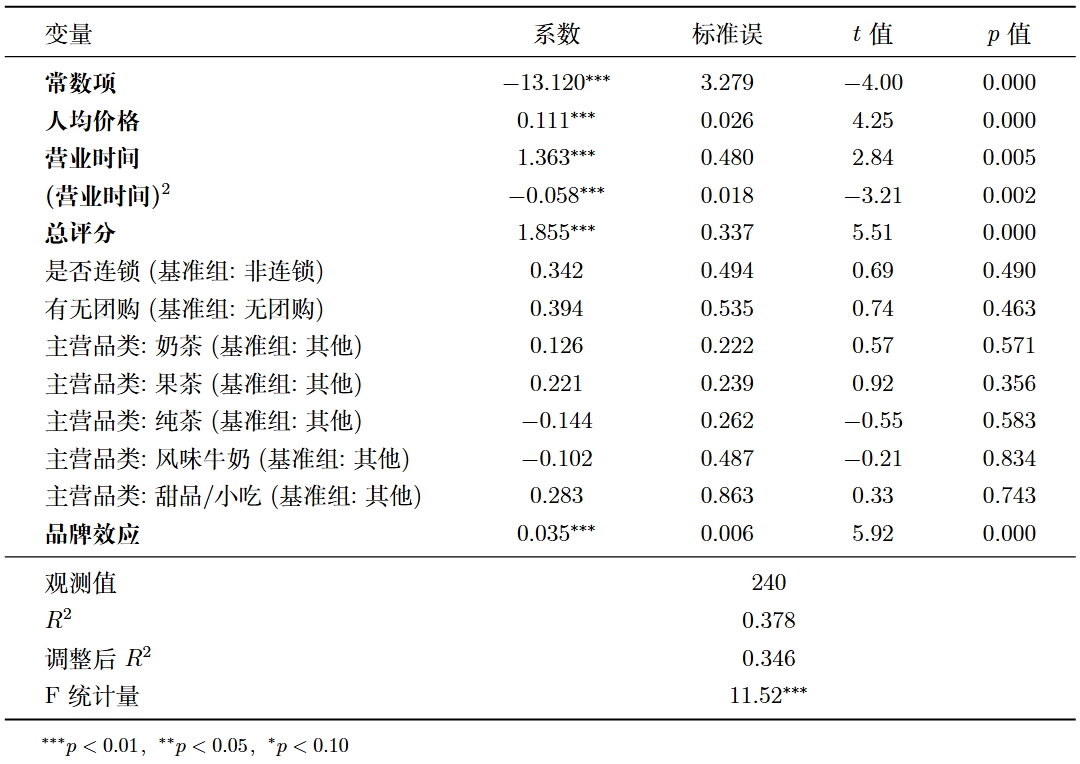 变量 系数 标准误 t 值 p 值
常数项 −13.120*** 3.279 −4.00 0.000
人均价格 0.111*** 0.026 4.25 0.000
营业时间 1.363*** 0.480 2.84 0.005
(营业时间)² −0.058*** 0.018 −3.21 0.002
总评分 1.855*** 0.337 5.51 0.000
是否连锁 (基准组: 非连锁) 0.342 0.494 0.69 0.490
有无团购 (基准组: 无团购) 0.394 0.535 0.74 0.463
主营品类: 奶茶 (基准组: 其他) 0.126 0.222 0.57 0.571
主营品类: 果茶 (基准组: 其他) 0.221 0.239 0.92 0.356
主营品类: 纯茶 (基准组: 其他) −0.144 0.262 −0.55 0.583
主营品类: 风味牛奶 (基准组: 其他) −0.102 0.487 −0.21 0.834
主营品类: 甜品/小吃 (基准组: 其他) 0.283 0.863 0.33 0.743
品牌效应 0.035*** 0.006 5.92 0.000
观测值 240
R² 0.378
调整后 R² 0.346
F 统计量 11.52***
***p < 0.01, **p < 0.05, *p < 0.10